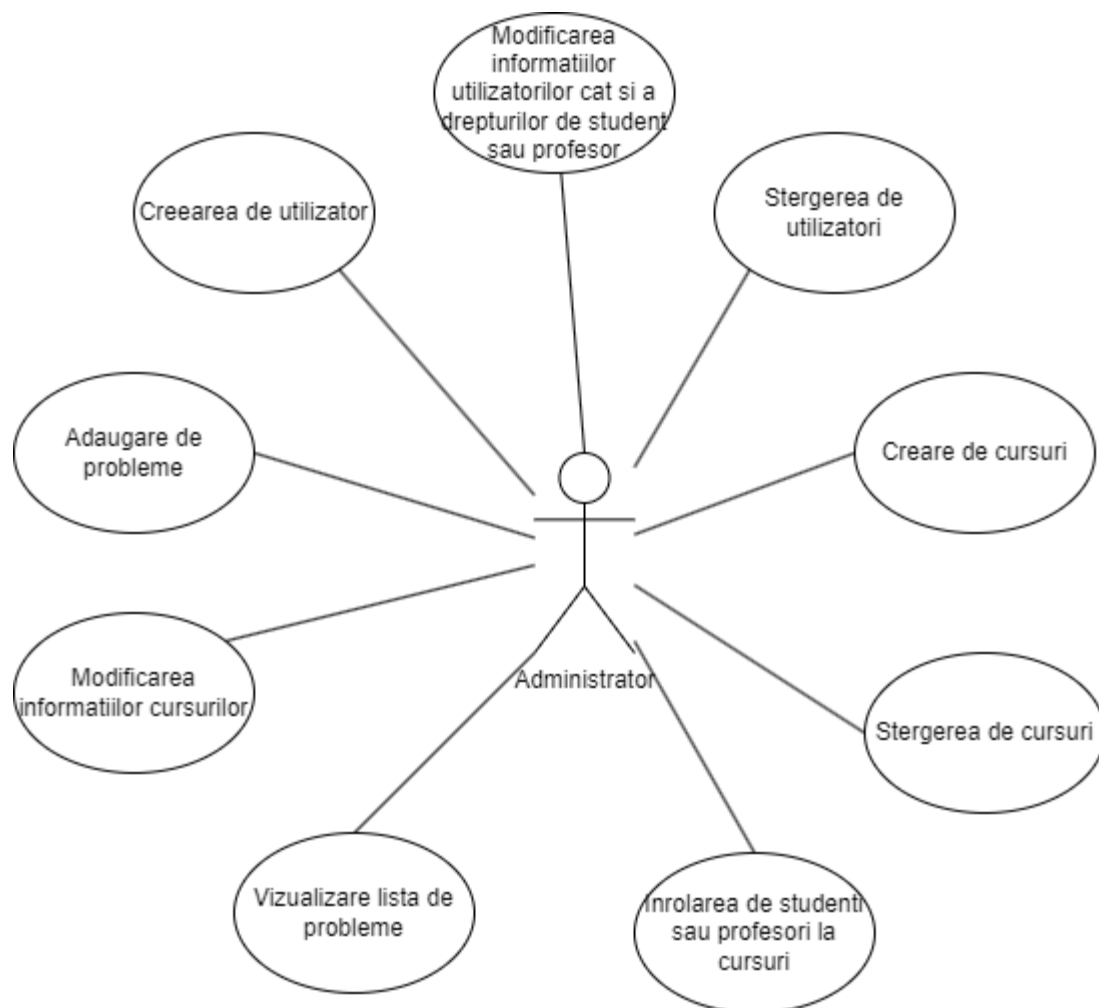 Modificarea
informatiilor
utilizatorilor cat si a
drepturilor de student
sau profesor
Creearea de utilizator
Stergerea de
utilizatori
Adaugare de
probleme
Creare de cursuri
Modificarea
informatiilor cursurilor
Administrator
Stergerea de cursuri
Vizualizare lista de
probleme
Inrolarea de studenti
sau profesori la
cursuri